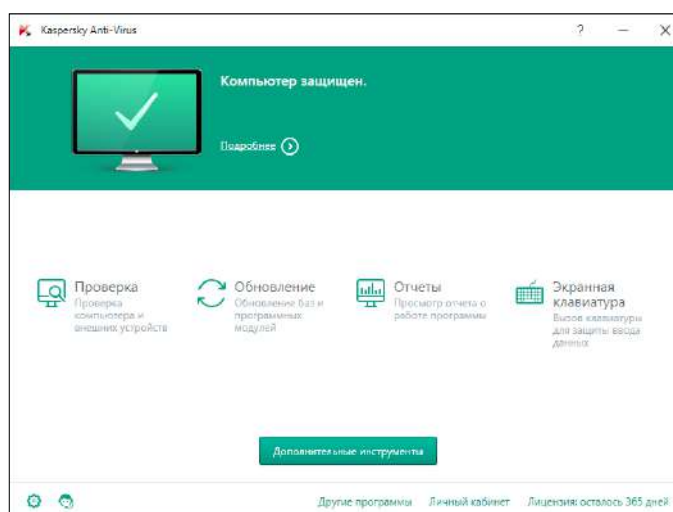 Kaspersky Anti-Virus
?
Компьютер защищен.
Подробнее
Проверка
Проверка
компьютера и
внешних устройств
Обновление
Обновление баз и
программных
модулей
Отчеты
Просмотр отчета о
работе программы
Экранная
клавиатура
Вызов клавиатуры
для защиты ввода
данных
Дополнительные инструменты
Другие программы
Личный кабинет
Лицензия: осталось 365 дней